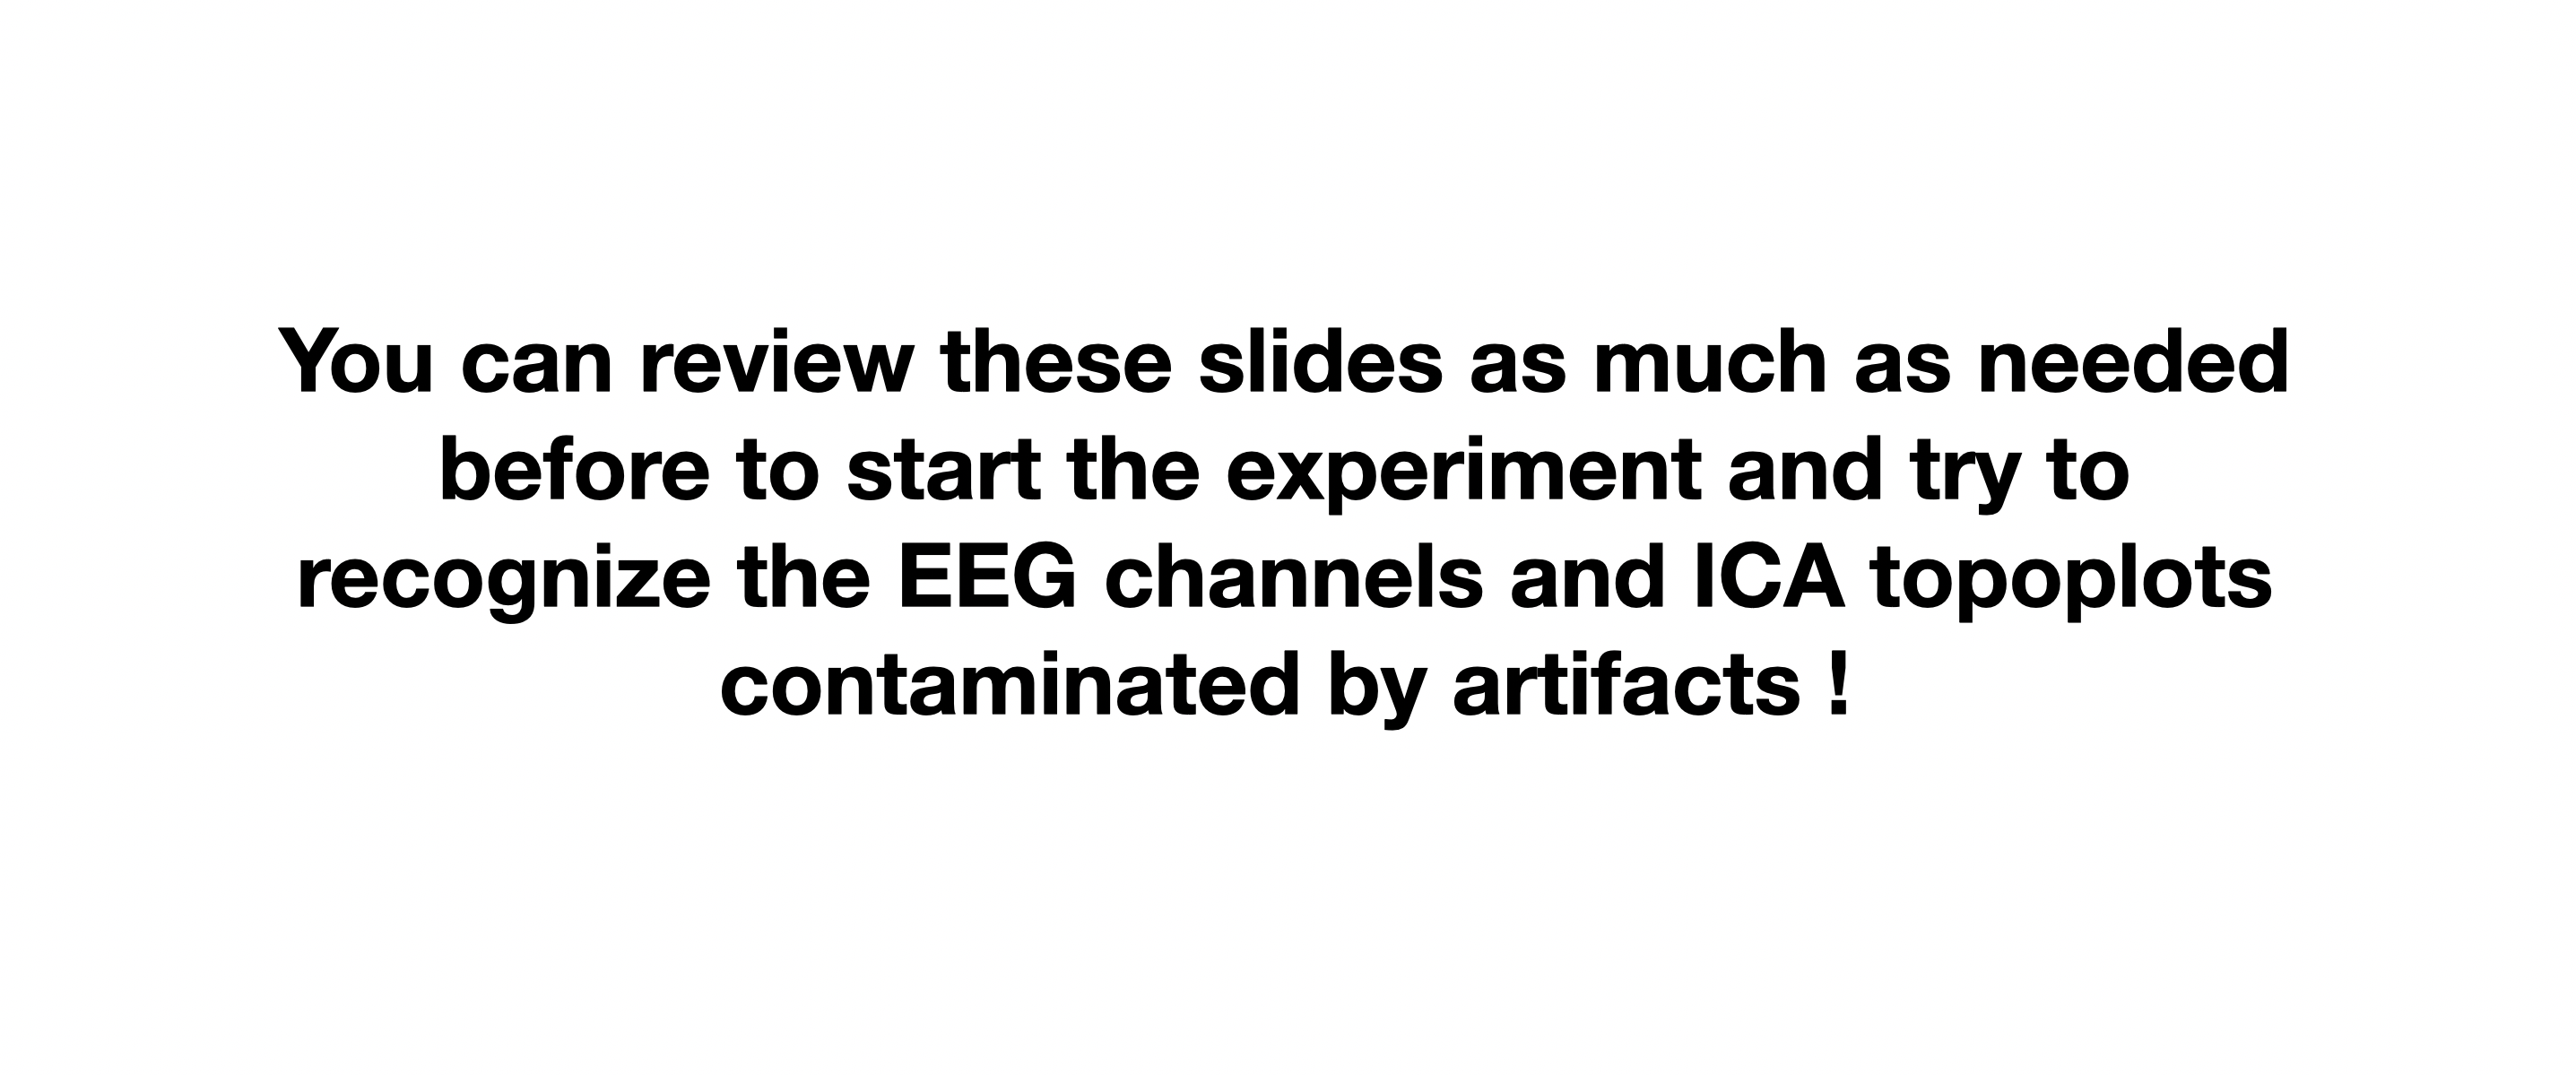 You can review these slides as much as needed
before to start the experiment and try to
recognize the EEG channels and ICA topoplots
contaminated by artifacts !